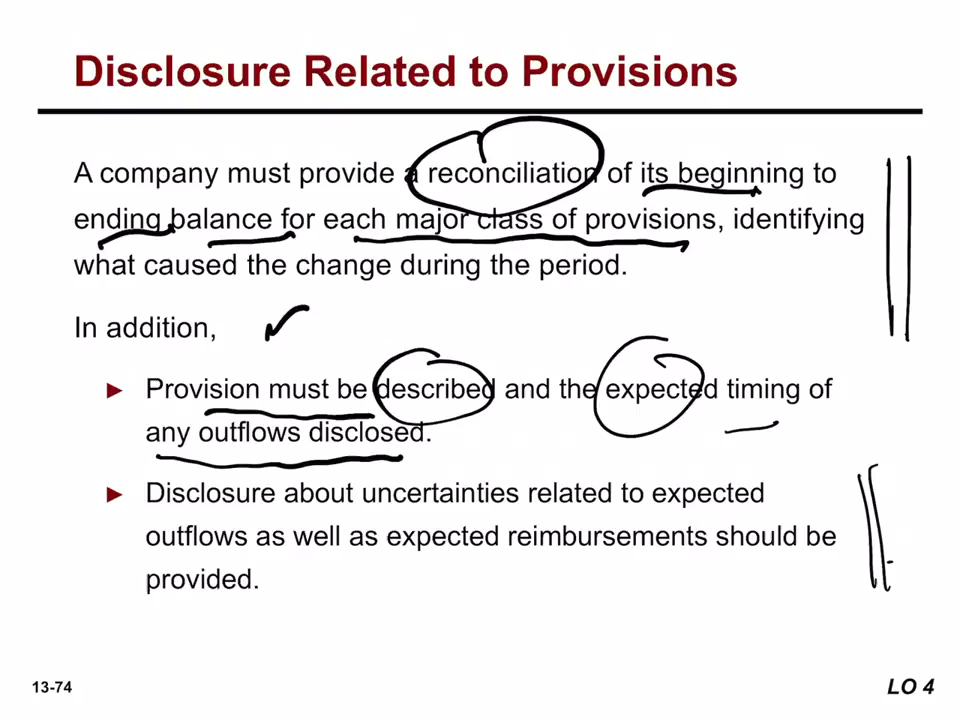 Disclosure Related to Provisions
A company must provide a reconciliation of its beginning to
ending balance for each major class of provisions, identifying
what caused the change during the period.
In addition,
► Provision must be described and the expected timing of
any outflows disclosed.
► Disclosure about uncertainties related to expected
outflows as well as expected reimbursements should be
provided.
13-74
LO 4